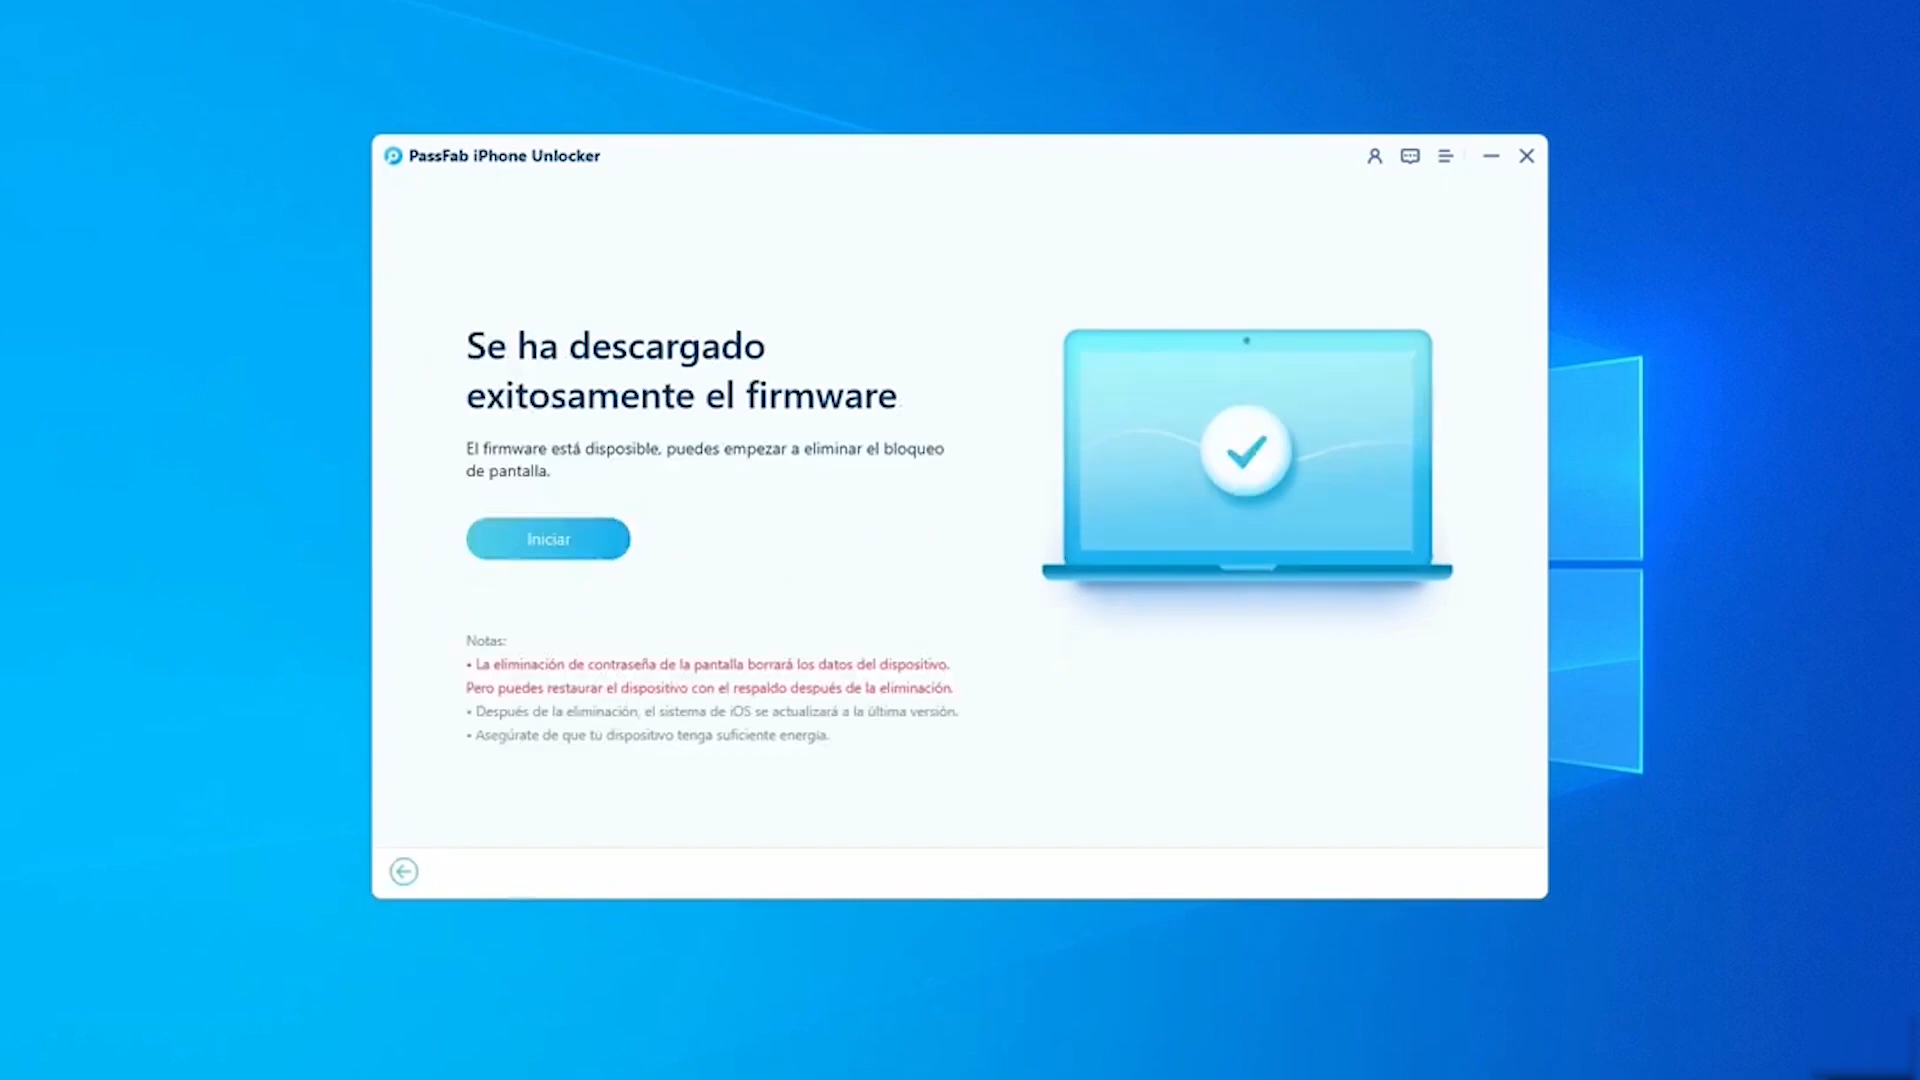 PassFab iPhone Unlocker
Se ha descargado
exitosamente el firmware
El firmware está disposible, puedes empezar a eliminar el bloqueo
de pantalla.
Iniciar
Notas:
• La eliminación de contraseña de la pantalla borrará los datos del dispositivo.
Pero puedes restaurar el dispositivo con el respaldo después de la eliminación.
• Después de la eliminación, el sistema de iOS se actualizará a la última versión.
• Asegúrate de que tu dispositivo tenga suficiente energía.